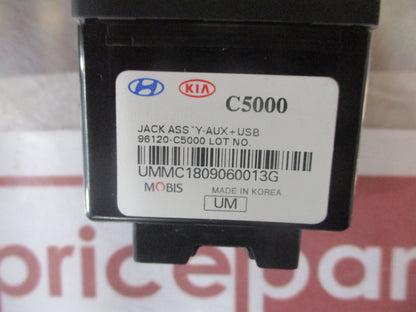 KIA C5000
JACK ASS`Y-AUX+USB
96120-C5000 LOT NO.
UMMC1809060013G
MOBIS MADE IN KOREA
UM
pricepar